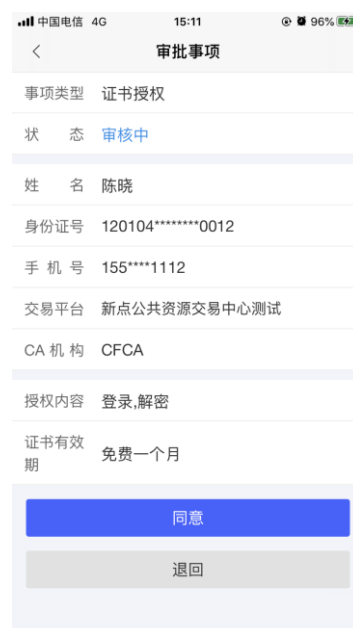 中国电信 4G 15:11 96%
审批事项
事项类型 证书授权
状态 审核中
姓名 陈晓
身份证号 120104********0012
手机号 155****1112
交易平台 新点公共资源交易中心测试
CA机构 CFCA
授权内容 登录,解密
证书有效
期
免费一个月
同意
退回